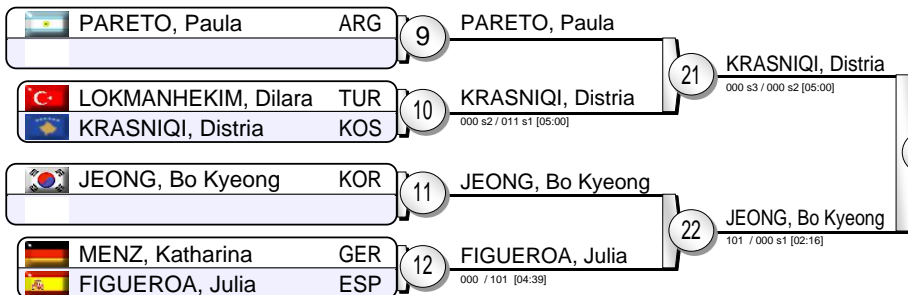 PARETO, Paula ARG
9
PARETO, Paula
21
KRASNIQI, Distria
000 s3 / 000 s2 [05:00]
LOKMANHEKIM, Dilara TUR
KRASNIQI, Distria KOS
10
KRASNIQI, Distria
000 s2 / 011 s1 [05:00]
JEONG, Bo Kyeong KOR
11
JEONG, Bo Kyeong
22
JEONG, Bo Kyeong
101 / 000 s1 [02:16]
MENZ, Katharina GER
FIGUEROA, Julia ESP
12
FIGUEROA, Julia
000 / 101 [04:39]